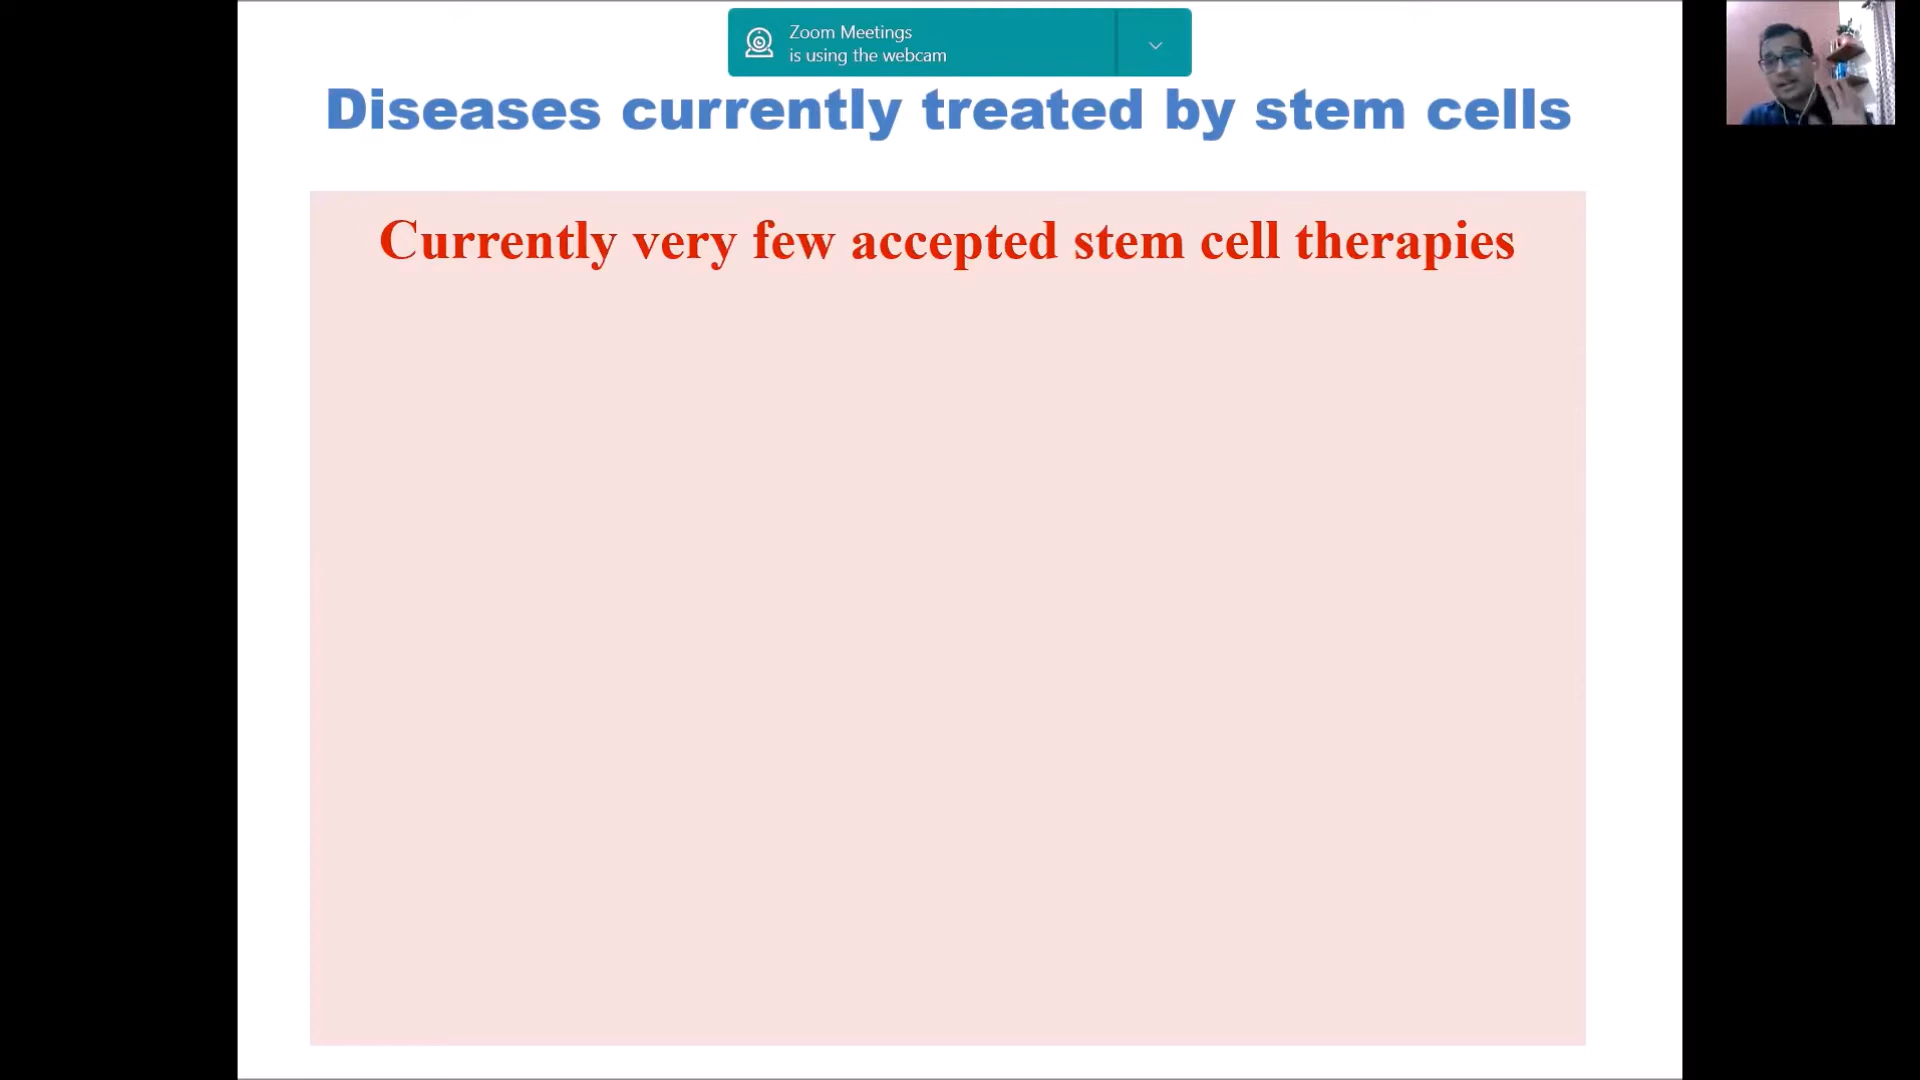 Zoom Meetings
is using the webcam
Diseases currently treated by stem cells
Currently very few accepted stem cell therapies